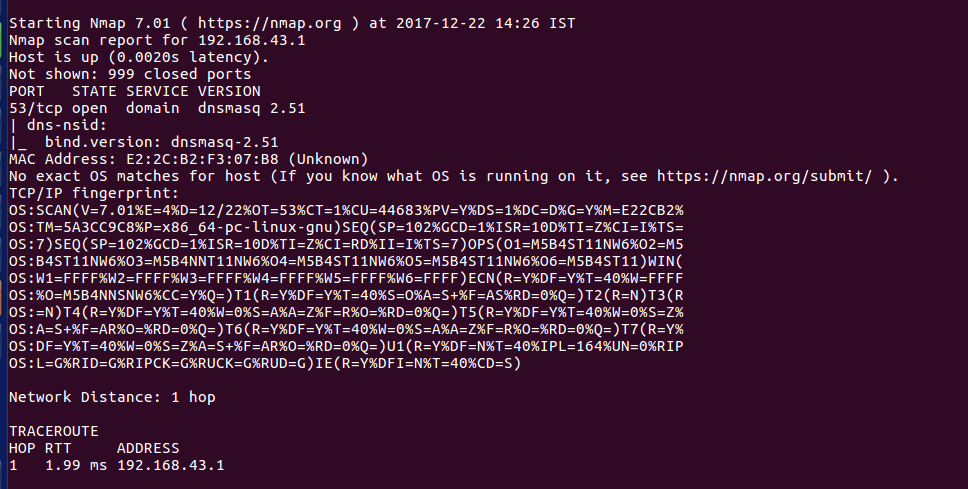 Starting Nmap 7.01 ( https://nmap.org ) at 2017-12-22 14:26 IST
Nmap scan report for 192.168.43.1
Host is up (0.0020s latency).
Not shown: 999 closed ports
PORT   STATE SERVICE VERSION
53/tcp open  domain  dnsmasq 2.51
| dns-nsid:
|_  bind.version: dnsmasq-2.51
MAC Address: E2:2C:B2:F3:07:B8 (Unknown)
No exact OS matches for host (If you know what OS is running on it, see https://nmap.org/submit/ ).
TCP/IP fingerprint:
OS:SCAN(V=7.01%E=4%D=12/22%OT=53%CT=1%CU=44683%PV=Y%DS=1%DC=D%G=Y%M=E22CB2%
OS:TM=5A3CC9C8%P=x86_64-pc-linux-gnu)SEQ(SP=102%GCD=1%ISR=10D%TI=Z%CI=I%TS=
OS:7)SEQ(SP=102%GCD=1%ISR=10D%TI=Z%CI=RD%II=I%TS=7)OPS(O1=M5B4ST11NW6%O2=M5
OS:B4ST11NW6%O3=M5B4NNT11NW6%O4=M5B4ST11NW6%O5=M5B4ST11NW6%O6=M5B4ST11)WIN(
OS:W1=FFFF%W2=FFFF%W3=FFFF%W4=FFFF%W5=FFFF%W6=FFFF)ECN(R=Y%DF=Y%T=40%W=FFFF
OS:%O=M5B4NNSNW6%CC=Y%Q=)T1(R=Y%DF=Y%T=40%S=O%A=S+%F=AS%RD=0%Q=)T2(R=N)T3(R
OS:=N)T4(R=Y%DF=Y%T=40%W=0%S=A%A=Z%F=R%O=%RD=0%Q=)T5(R=Y%DF=Y%T=40%W=0%S=Z%
OS:A=S+%F=AR%O=%RD=0%Q=)T6(R=Y%DF=Y%T=40%W=0%S=A%A=Z%F=R%O=%RD=0%Q=)T7(R=Y%
OS:DF=Y%T=40%W=0%S=Z%A=S+%F=AR%O=%RD=0%Q=)U1(R=Y%DF=N%T=40%IPL=164%UN=0%RIP
OS:L=G%RID=G%RIPCK=G%RUCK=G%RUD=G)IE(R=Y%DFI=N%T=40%CD=S)
Network Distance: 1 hop
TRACEROUTE
HOP RTT     ADDRESS
1   1.99 ms 192.168.43.1